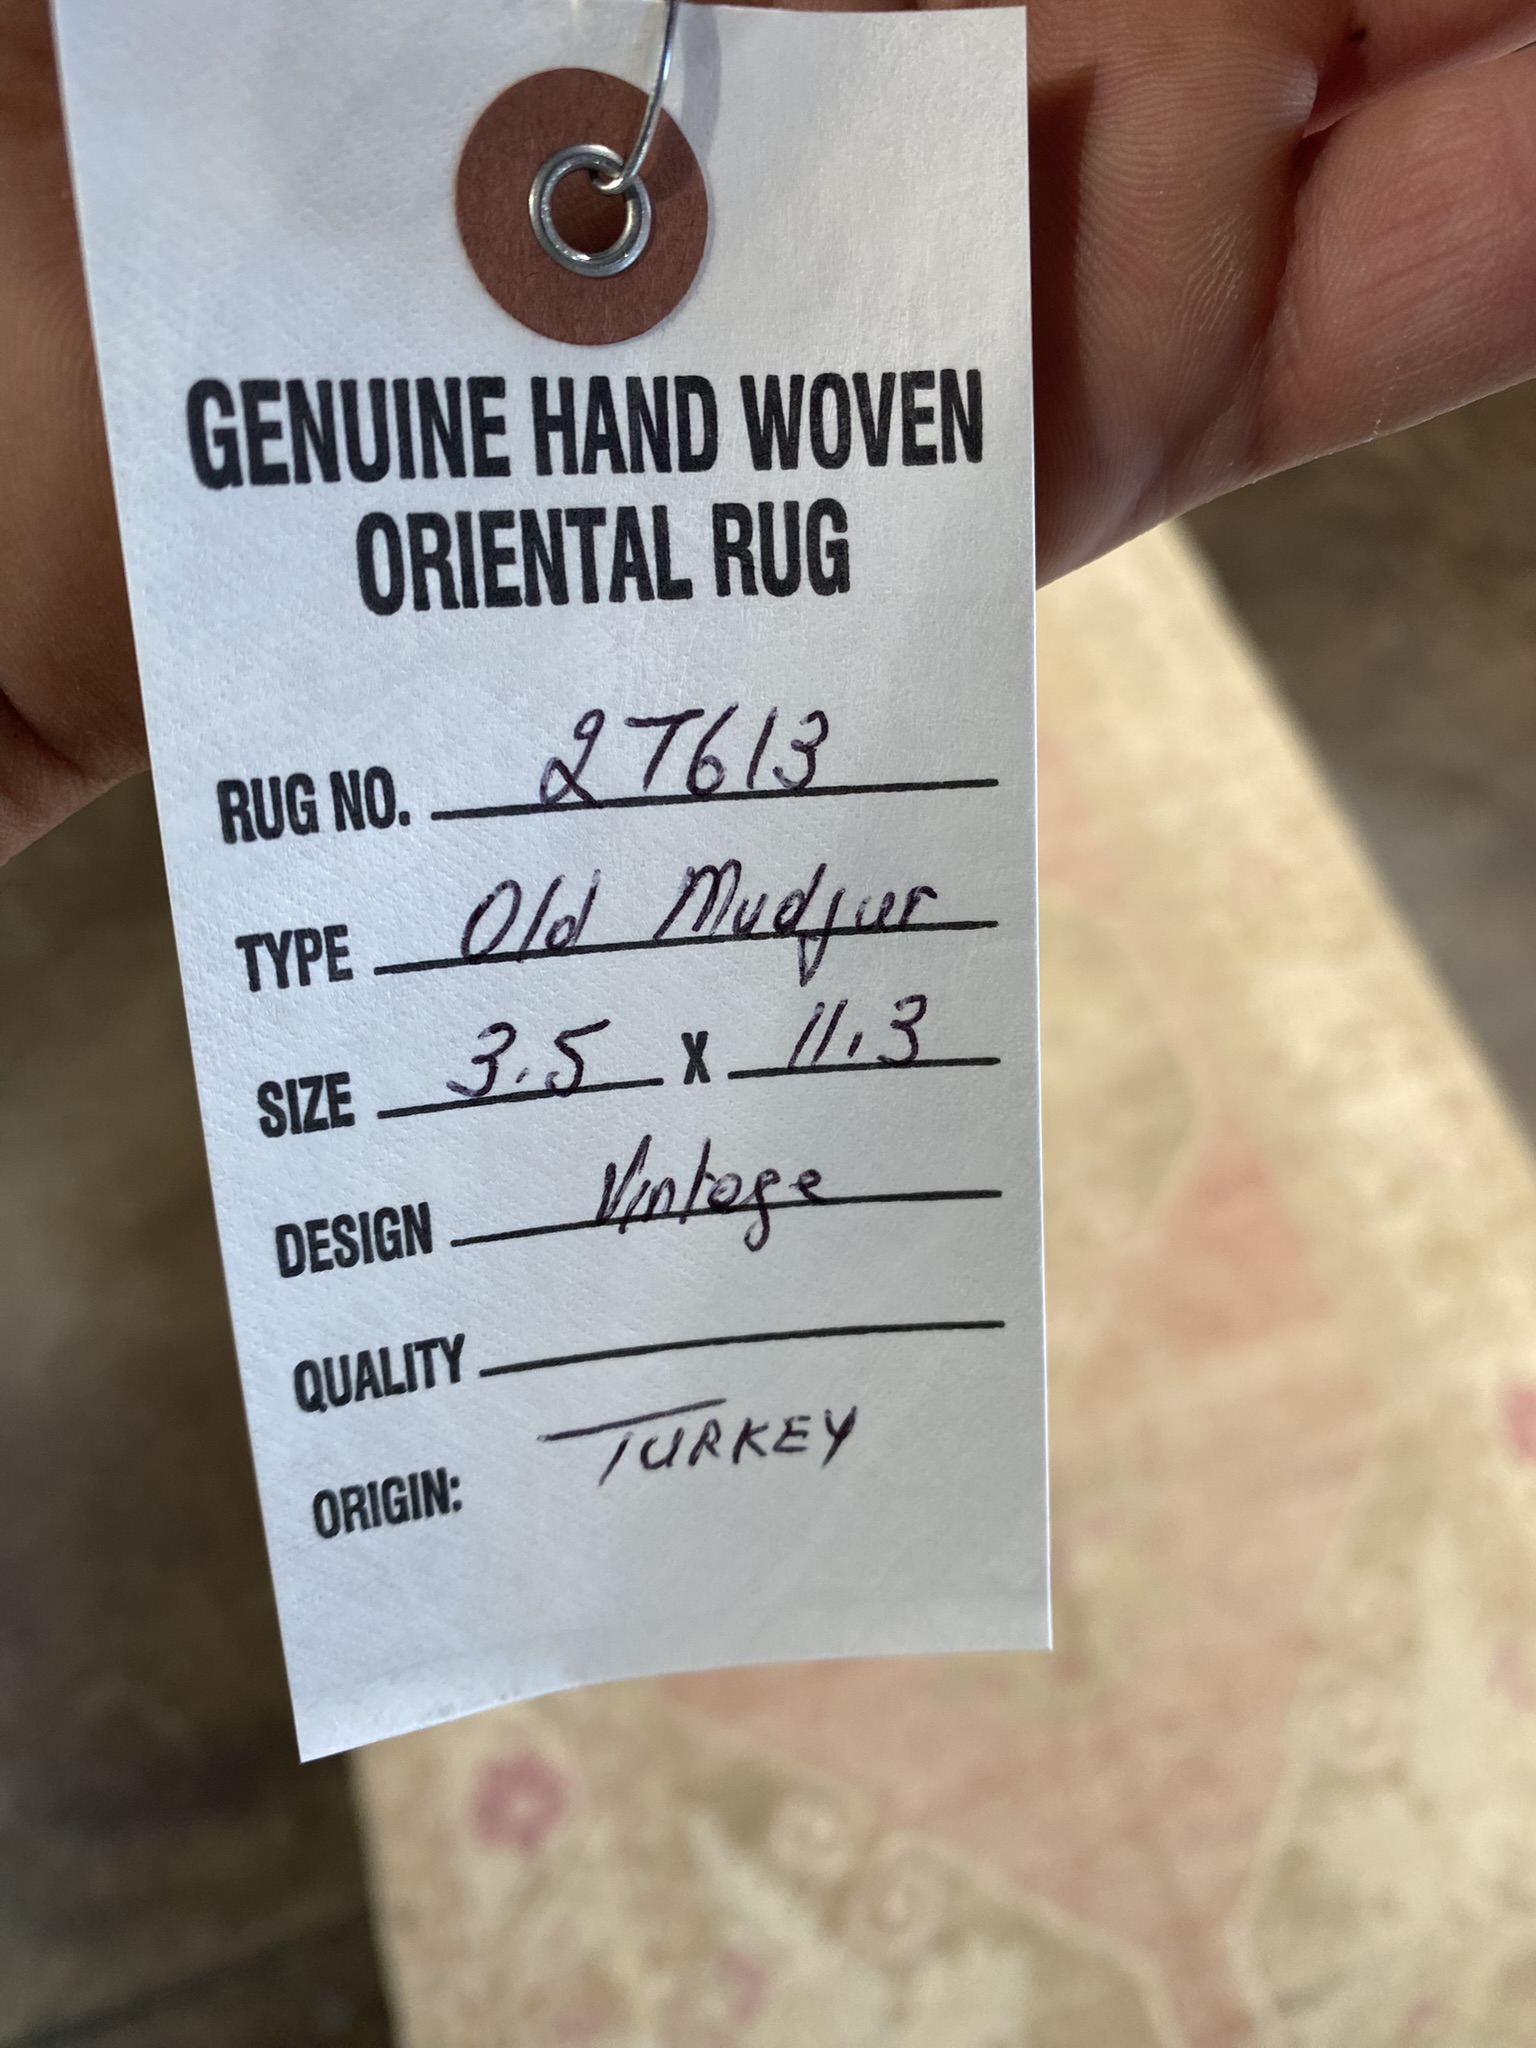 GENUINE HAND WOVEN
ORIENTAL RUG
RUG NO. 27613
TYPE Old Mudjur
SIZE 3.5 X 11.3
DESIGN Vintage
QUALITY
ORIGIN: TURKEY